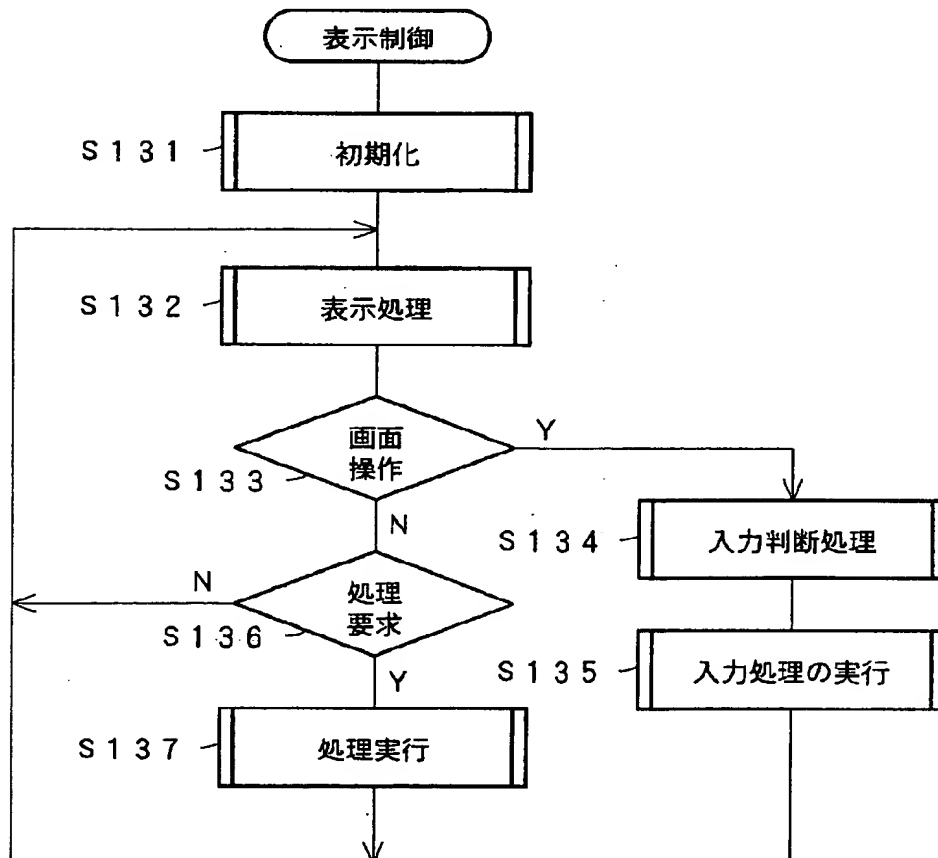 表示制御
S131
初期化
S132
表示処理
画面
操作
S133
Y
N
S134
入力判断処理
処理
要求
S136
N
Y
S135
入力処理の実行
S137
処理実行